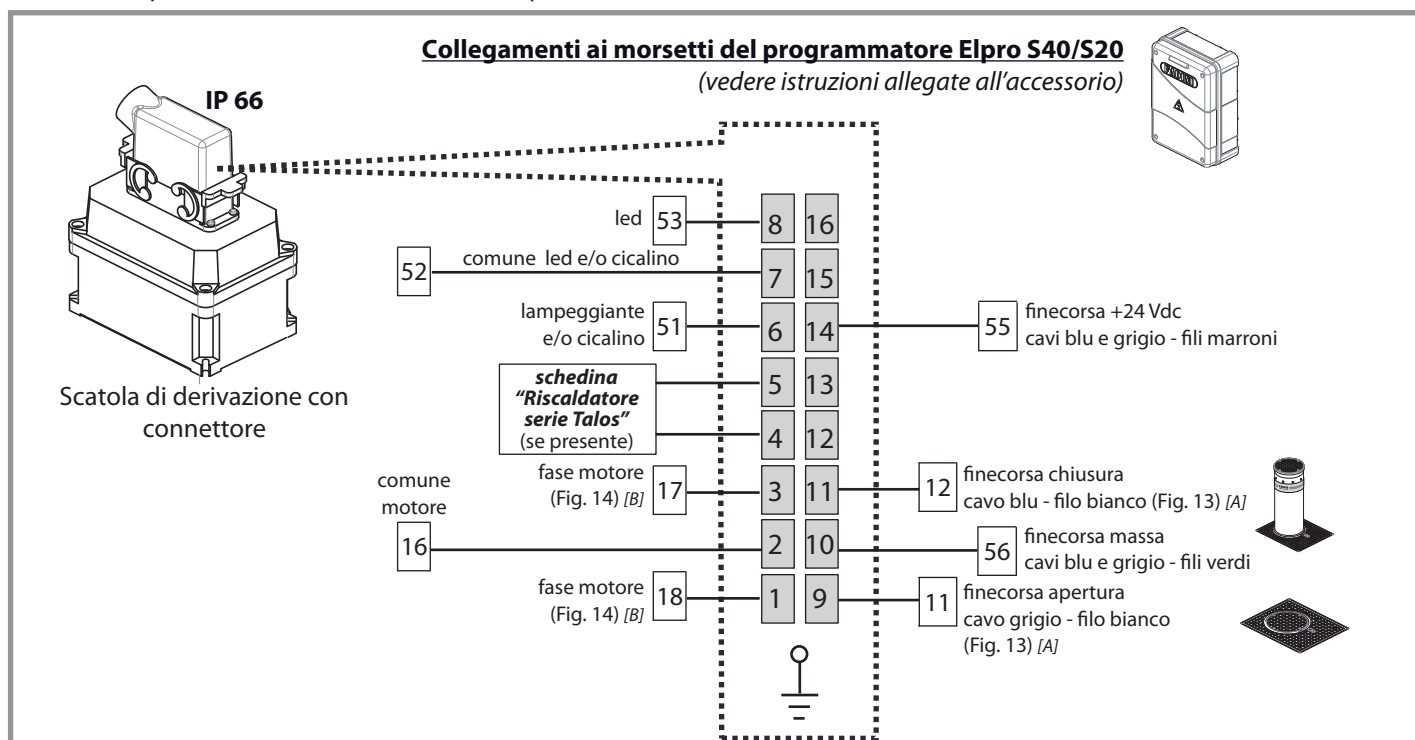 Collegamenti ai morsetti del programmatore Elpro S40/S20
(vedere istruzioni allegate all'accessorio)
FADINI
IP 66
Scatola di derivazione con
connettore
led
53
8
16
52
comune led e/o cicalino
7
15
lampeggiante
e/o cicalino
51
6
14
55
finecorsa +24 Vdc
cavi blu e grigio - fili marroni
schedina
"Riscaldatore
serie Talos"
(se presente)
5
13
4
12
fase motore
(Fig. 14) [B]
17
3
11
12
finecorsa chiusura
cavo blu - filo bianco (Fig. 13) [A]
comune
motore
16
2
10
56
finecorsa massa
cavi blu e grigio - fili verdi
fase motore
(Fig. 14) [B]
18
1
9
11
finecorsa apertura
cavo grigio - filo bianco
(Fig. 13) [A]